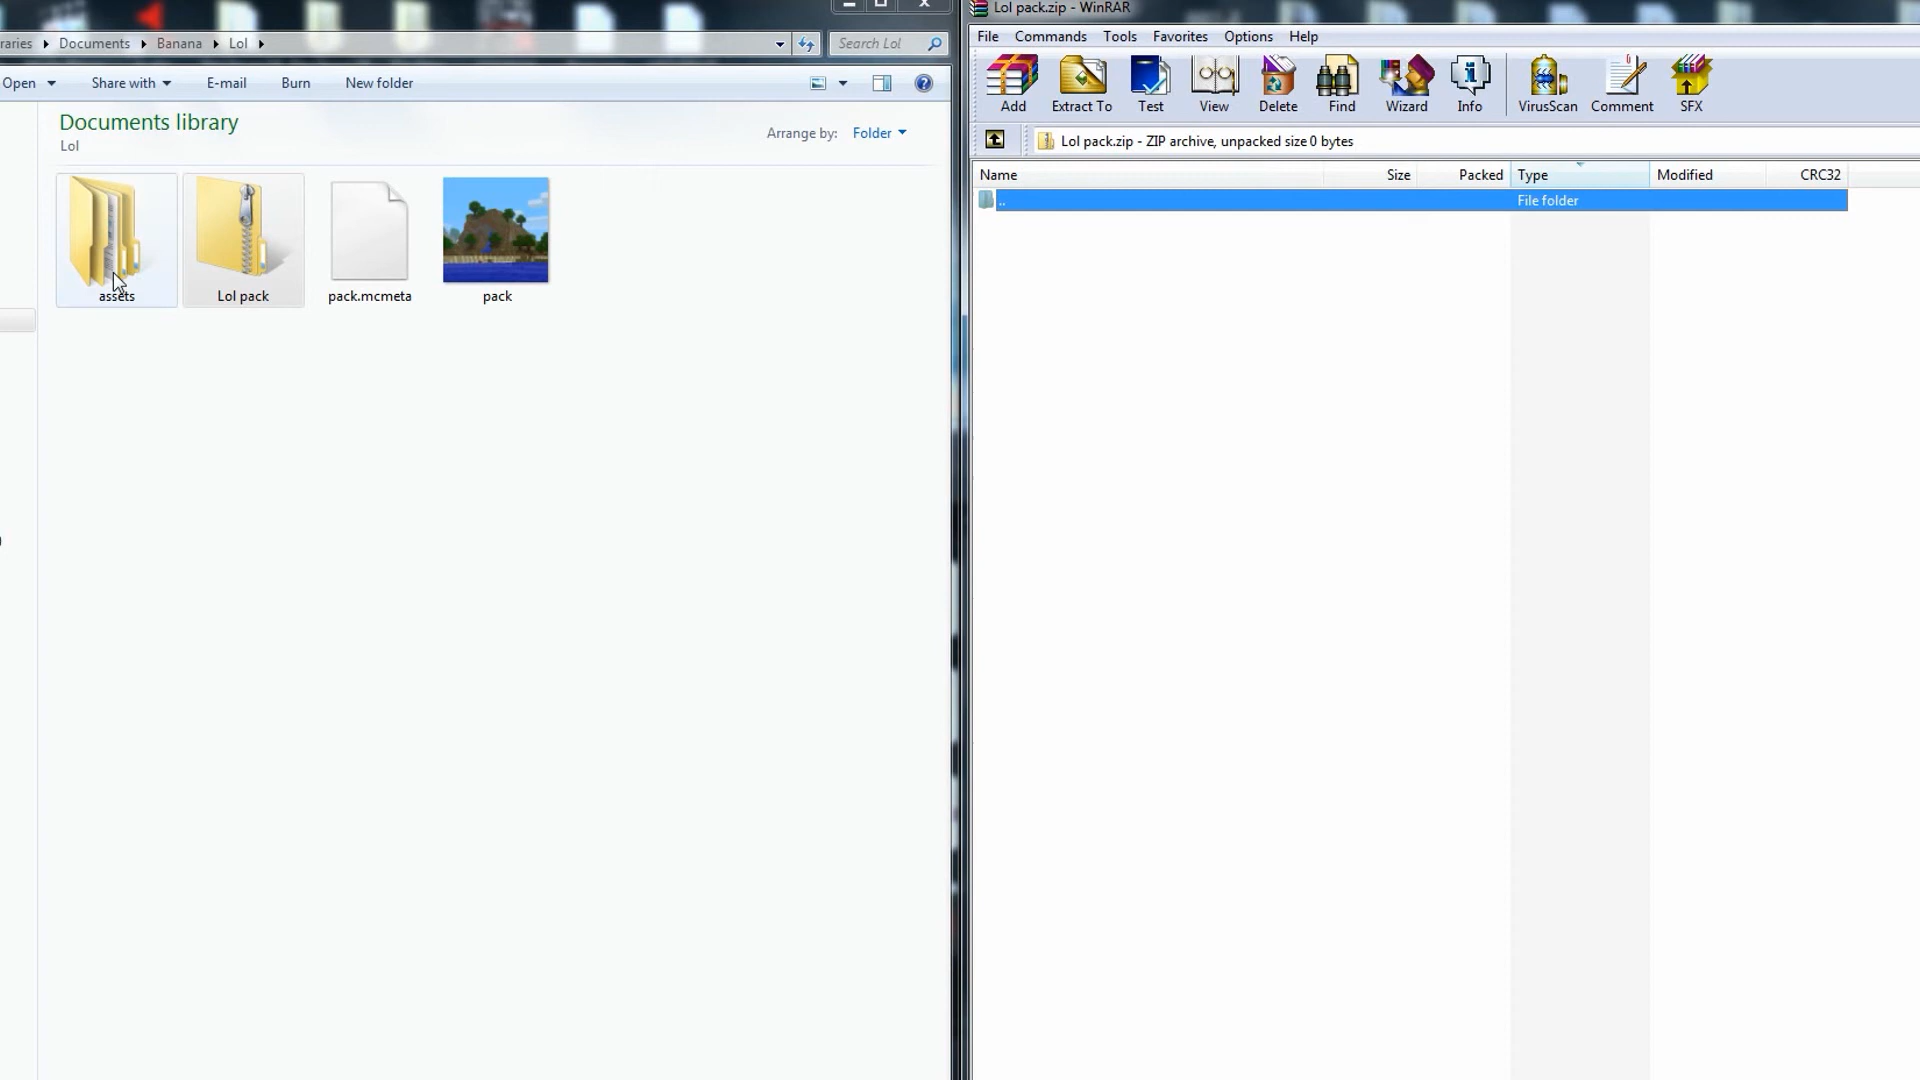 raries ▸ Documents ▸ Banana ▸ Lol ▸
Search Lol
Open
Share with
E-mail
Burn
New folder
Documents library
Lol
Arrange by:
Folder
assets
Lol pack
pack.mcmeta
pack
Lol pack.zip - WinRAR
File
Commands
Tools
Favorites
Options
Help
Add
Extract To
Test
View
Delete
Find
Wizard
Info
VirusScan
Comment
SFX
Lol pack.zip - ZIP archive, unpacked size 0 bytes
Name
Size
Packed
Type
Modified
CRC32
..
File folder